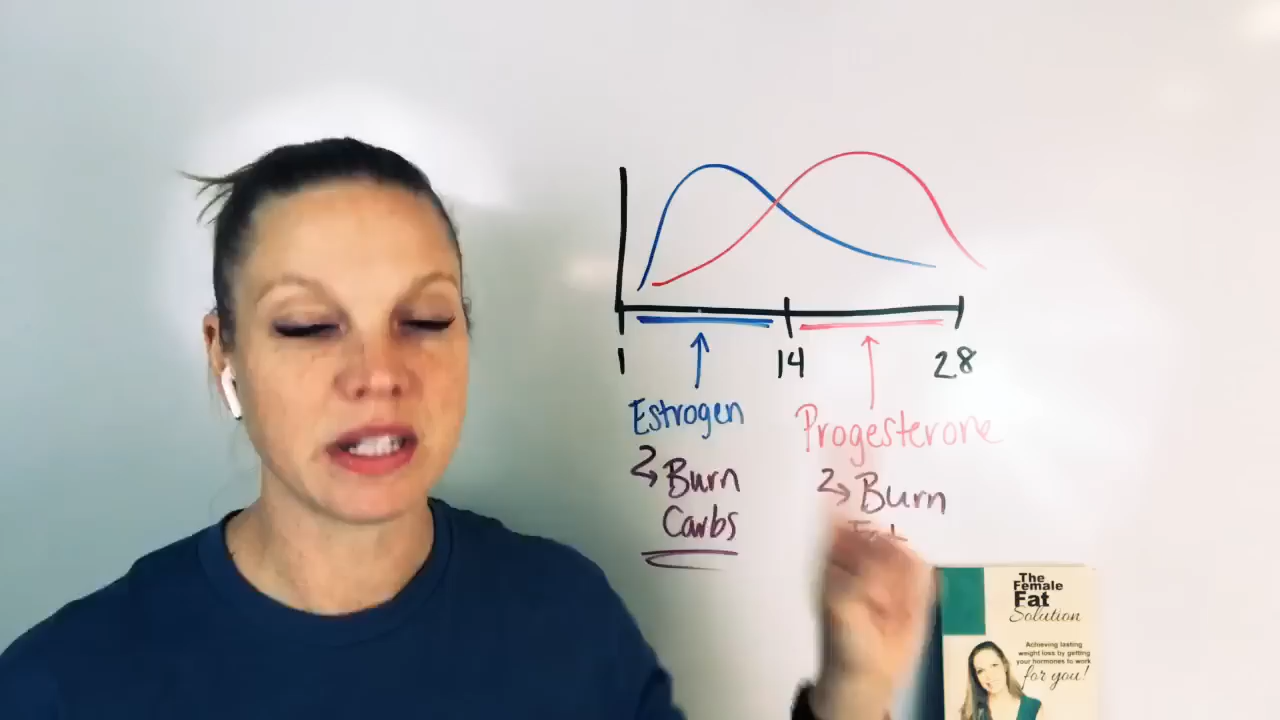 1 14 28
Estrogen
Burn
Carbs
Progesterone
Burn
Fat
The
Female
Fat
Solution
Achieving lasting
weight loss by getting
your hormones to work
for you!